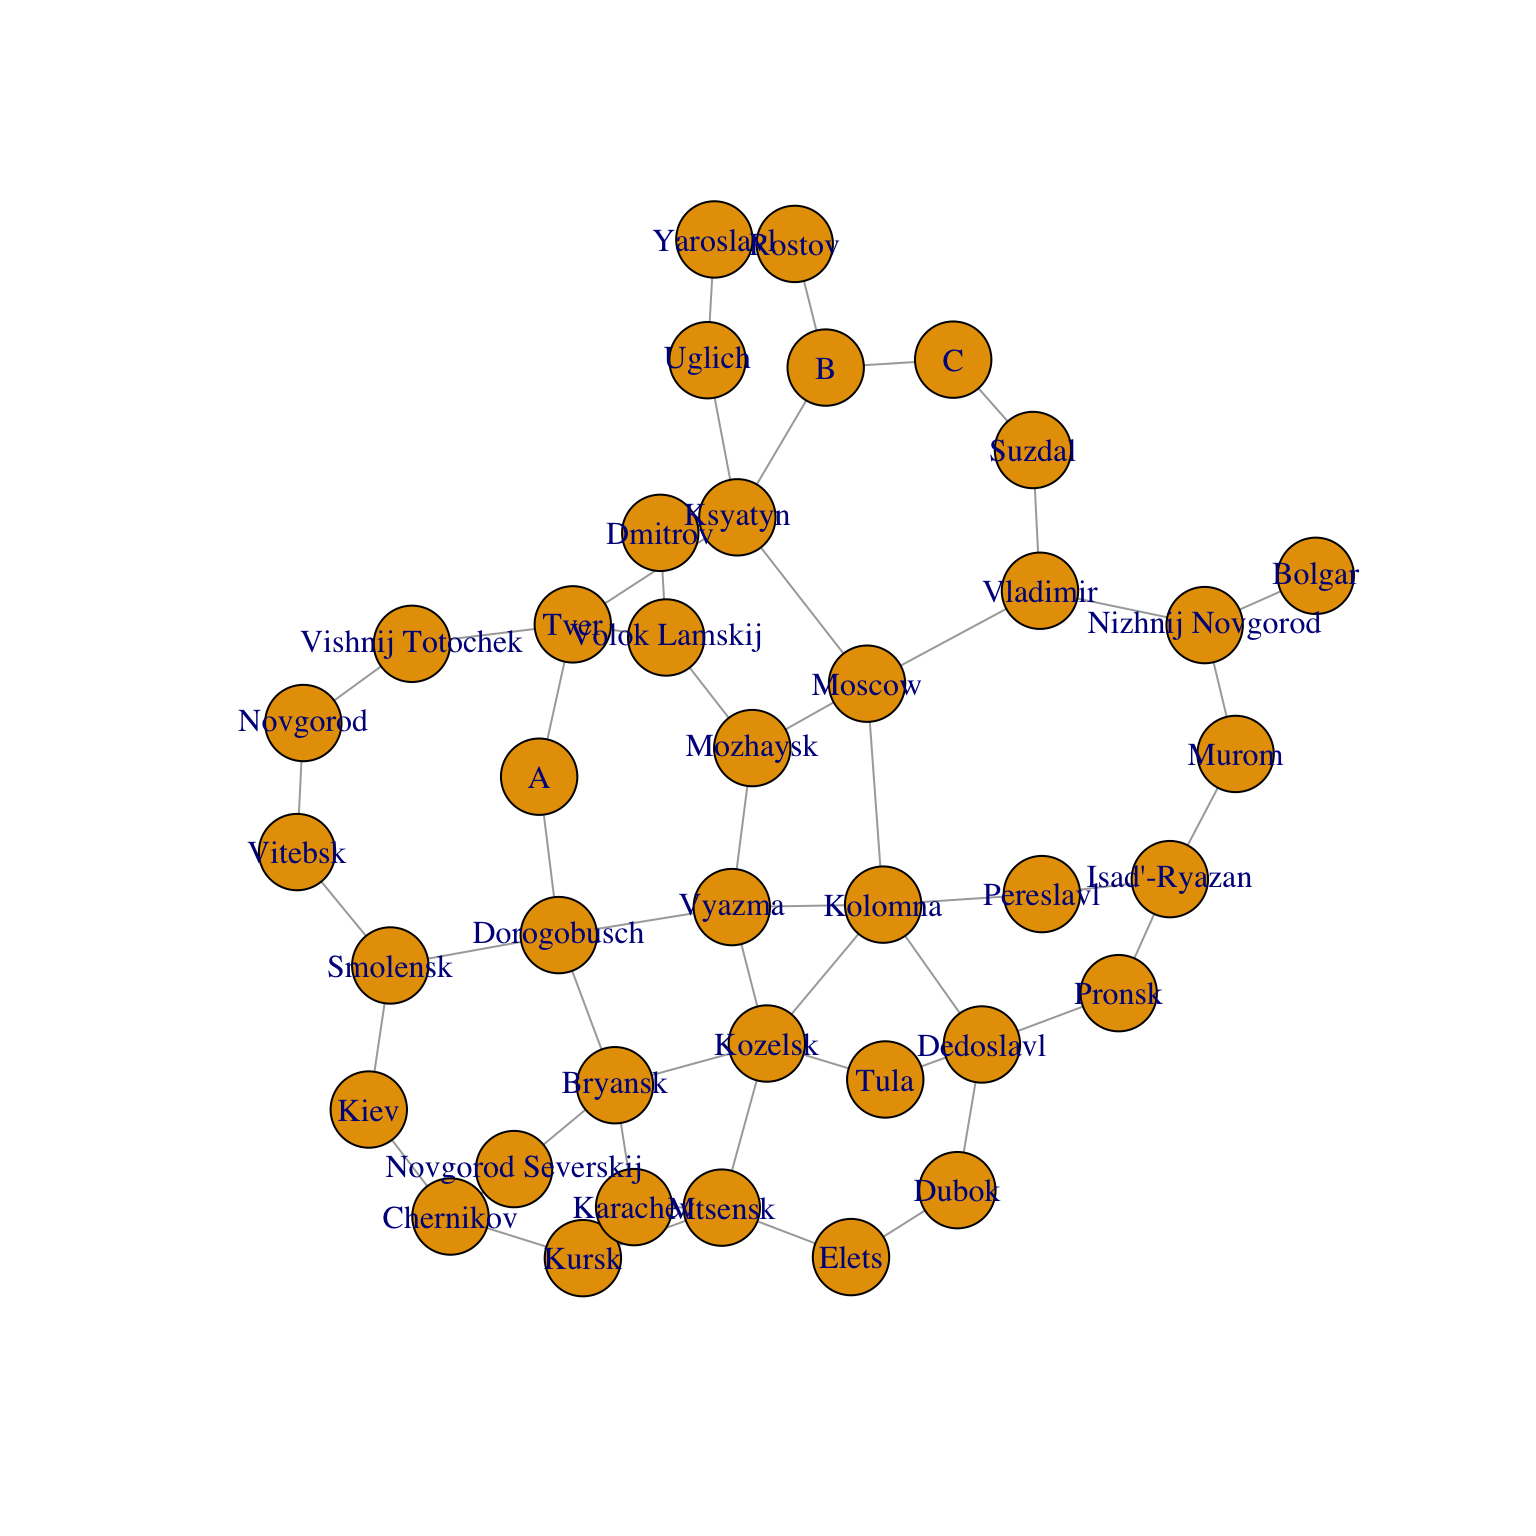 Yaroslavl
Rostov
Uglich
B
C
Suzdal
Ksyatyn
Dmitrov
Bolgar
Vladimir
Nizhnij Novgorod
Twer
Volok Lamskij
Vishnij Totochek
Moscow
Novgorod
Mozhaysk
Murom
A
Vitebsk
Isad'-Ryazan
Pereslavl
Vyazma
Kolomna
Dorogobusch
Smolensk
Pronsk
Kozelsk
Dedoslavl
Tula
Bryansk
Kiev
Novgorod Severskij
Dubok
Karachev
Mtsensk
Chernikov
Kursk
Elets